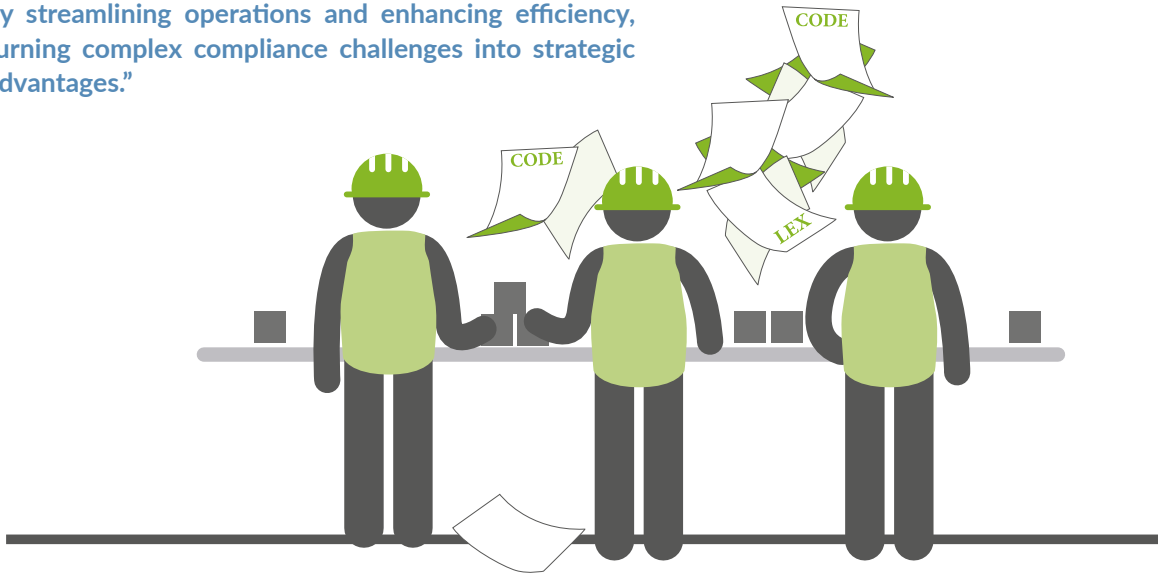 y streamlining operations and enhancing efficiency,
urning complex compliance challenges into strategic
dvantages.”
CODE
CODE
LEX